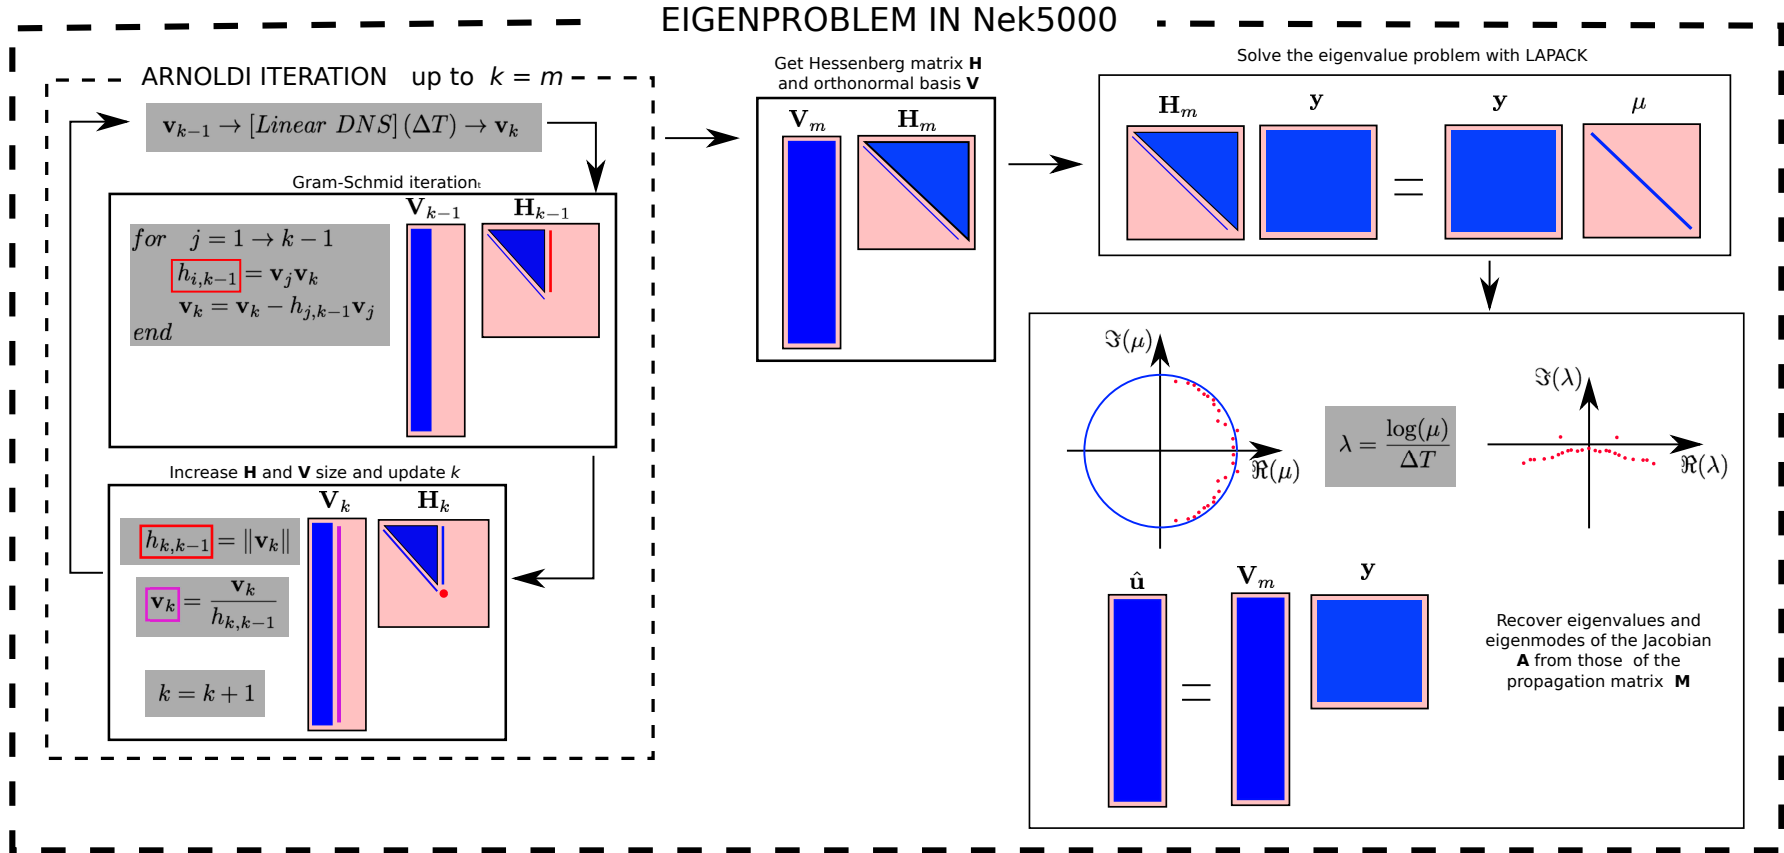 EIGENPROBLEM IN Nek5000
ARNOLDI ITERATION up to k = m
v_{k−1} → [Linear DNS] (ΔT) → v_k
Gram-Schmid iteration_t
for j = 1 → k − 1
h_{i,k−1} = v_j v_k
v_k = v_k − h_{j,k−1} v_j
end
V_{k−1}
H_{k−1}
Increase H and V size and update k
h_{k,k−1} = ‖v_k‖
v_k = v_k / h_{k,k−1}
k = k + 1
V_k
H_k
Get Hessenberg matrix H
and orthonormal basis V
V_m
H_m
Solve the eigenvalue problem with LAPACK
H_m
y
=
y
μ
ℑ(μ)
ℜ(μ)
λ = log(μ) / ΔT
ℑ(λ)
ℜ(λ)
û
=
V_m
y
Recover eigenvalues and
eigenmodes of the Jacobian
A from those of the
propagation matrix M